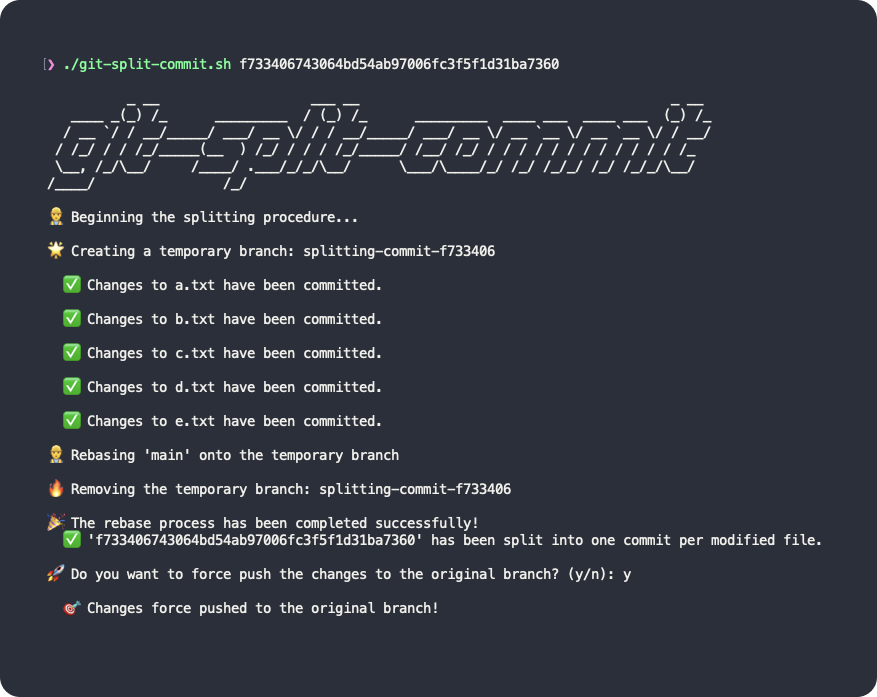 ❯ ./git-split-commit.sh f733406743064bd54ab97006fc3f5f1d31ba7360
git-split-commit
👷 Beginning the splitting procedure...
🌟 Creating a temporary branch: splitting-commit-f733406
✅ Changes to a.txt have been committed.
✅ Changes to b.txt have been committed.
✅ Changes to c.txt have been committed.
✅ Changes to d.txt have been committed.
✅ Changes to e.txt have been committed.
👷 Rebasing 'main' onto the temporary branch
🔥 Removing the temporary branch: splitting-commit-f733406
🎉 The rebase process has been completed successfully!
✅ 'f733406743064bd54ab97006fc3f5f1d31ba7360' has been split into one commit per modified file.
🚀 Do you want to force push the changes to the original branch? (y/n): y
🎯 Changes force pushed to the original branch!